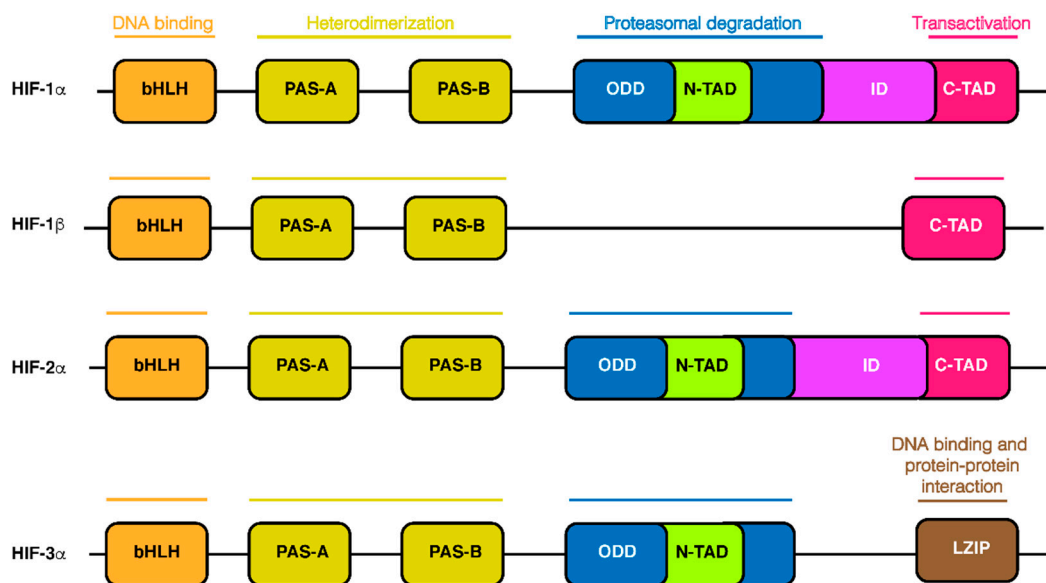 DNA binding Heterodimerization Proteasomal degradation Transactivation
HIF-1α bHLH PAS-A PAS-B ODD N-TAD ID C-TAD
HIF-1β bHLH PAS-A PAS-B C-TAD
HIF-2α bHLH PAS-A PAS-B ODD N-TAD ID C-TAD
DNA binding and
protein-protein
interaction
HIF-3α bHLH PAS-A PAS-B ODD N-TAD LZIP